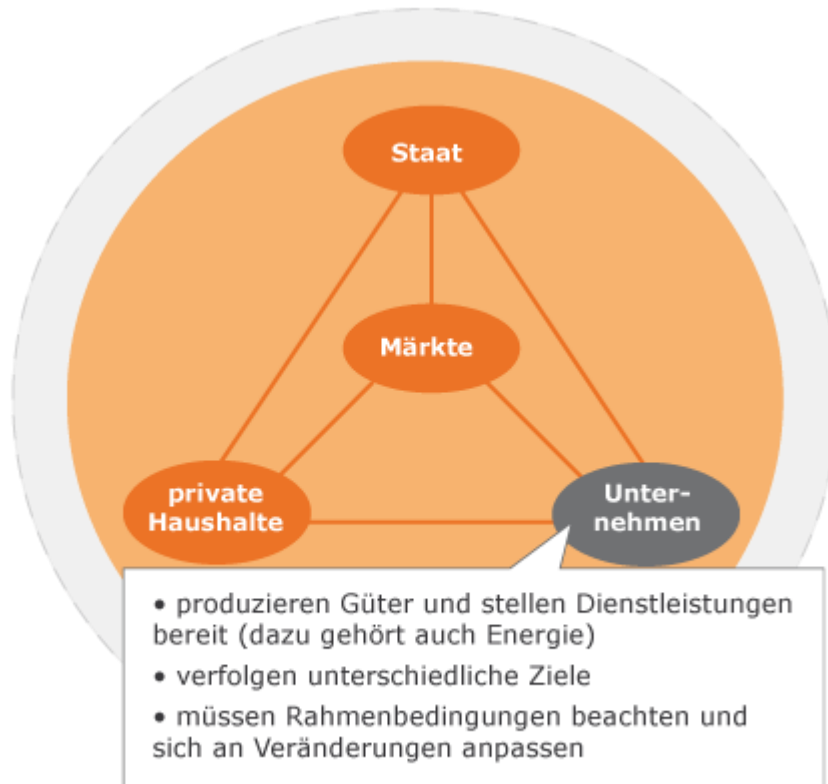 Staat
Märkte
private
Haushalte
Unter-
nehmen
• produzieren Güter und stellen Dienstleistungen
bereit (dazu gehört auch Energie)
• verfolgen unterschiedliche Ziele
• müssen Rahmenbedingungen beachten und
sich an Veränderungen anpassen